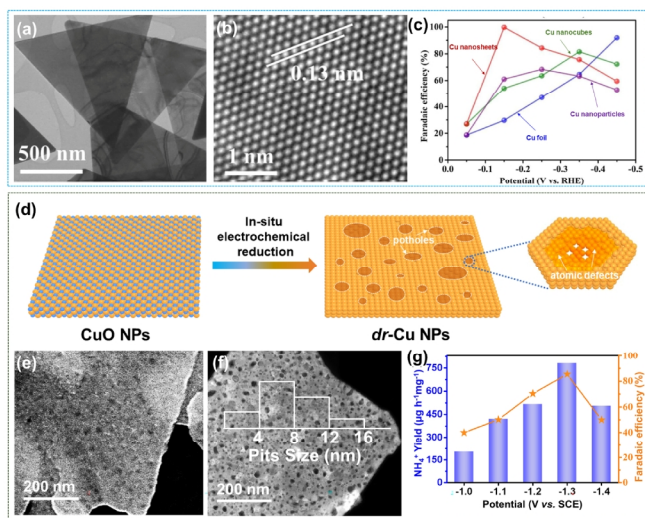 (a)
500 nm
(b)
0.13 nm
1 nm
(c)
Faradaic effciency (%)
100
80
60
40
20
0
Cu nanosheets
Cu nanocubes
Cu nanoparticles
Cu foil
0.0 -0.1 -0.2 -0.3 -0.4 -0.5
Potential (V vs. RHE)
(d)
In-situ
electrochemical
reduction
potholes
atomic defects
CuO NPs
dr-Cu NPs
(e)
200 nm
(f)
4 8 12 16
Pits Size (nm)
200 nm
(g)
NH₄⁺ Yield (μg h⁻¹mg⁻¹)
750
600
450
300
150
0
100
80
60
40
20
0
Faradaic efficiency (%)
-1.0 -1.1 -1.2 -1.3 -1.4
Potential (V vs. SCE)